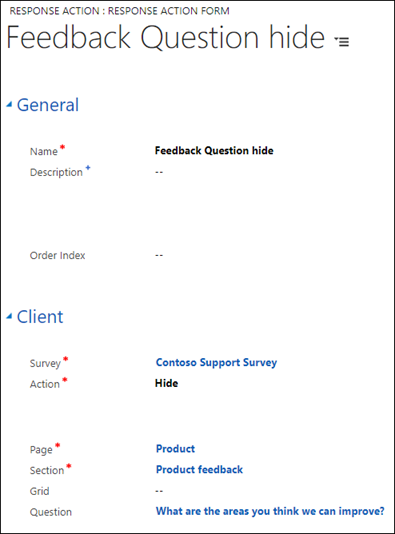 RESPONSE ACTION : RESPONSE ACTION FORM
Feedback Question hide
General
Name * Feedback Question hide
Description + --
Order Index --
Client
Survey * Contoso Support Survey
Action * Hide
Page * Product
Section * Product feedback
Grid --
Question What are the areas you think we can improve?